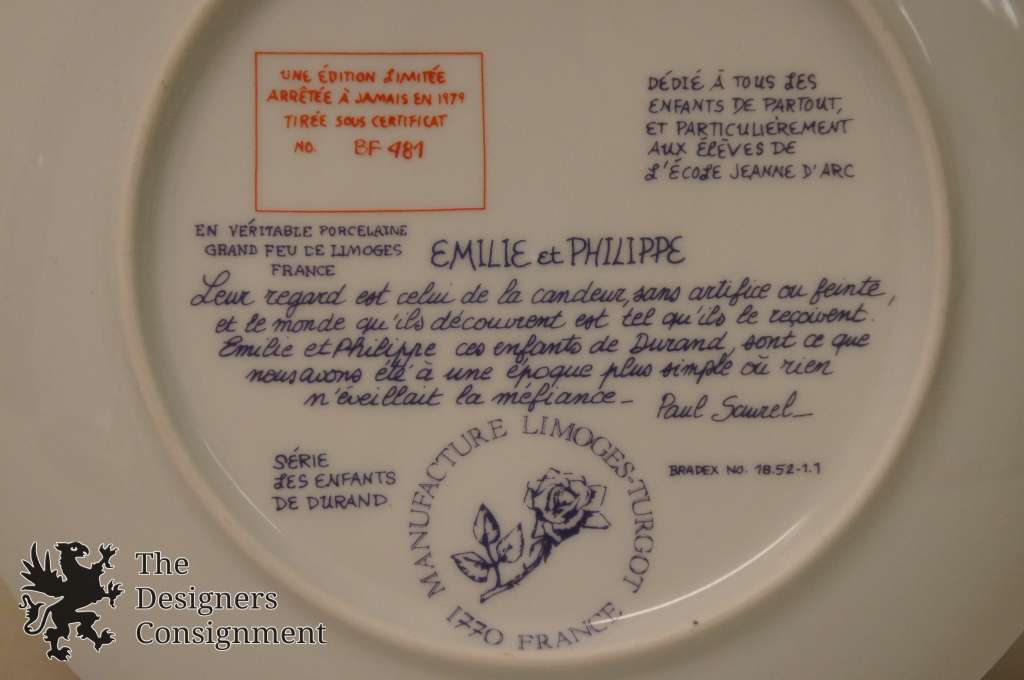 UNE ÉDITION LIMITÉE
ARRÊTÉE À JAMAIS EN 1979
TIRÉE SOUS CERTIFICAT
NO. BF 481
DÉDIÉ À TOUS LES
ENFANTS DE PARTOUT,
ET PARTICULIÈREMENT
AUX ÉLÈVES DE
L'ÉCOLE JEANNE D'ARC
EN VÉRITABLE PORCELAINE
GRAND FEU DE LIMOGES
FRANCE
EMILIE et PHILIPPE
Leur regard est celui de la candeur, sans artifice ou feinte,
et le monde qu'ils découvrent est tel qu'ils le reçoivent.
Emilie et Philippe ces enfants de Durand, sont ce que
nous avons été à une époque plus simple où rien
n'éveillait la méfiance_ Paul Saurel_
SÉRIE
LES ENFANTS
DE DURAND
BRADEX NO. 18.52-1.1
MANUFACTURE LIMOGES-TURGOT
1770 FRANCE
The
Designers
Consignment